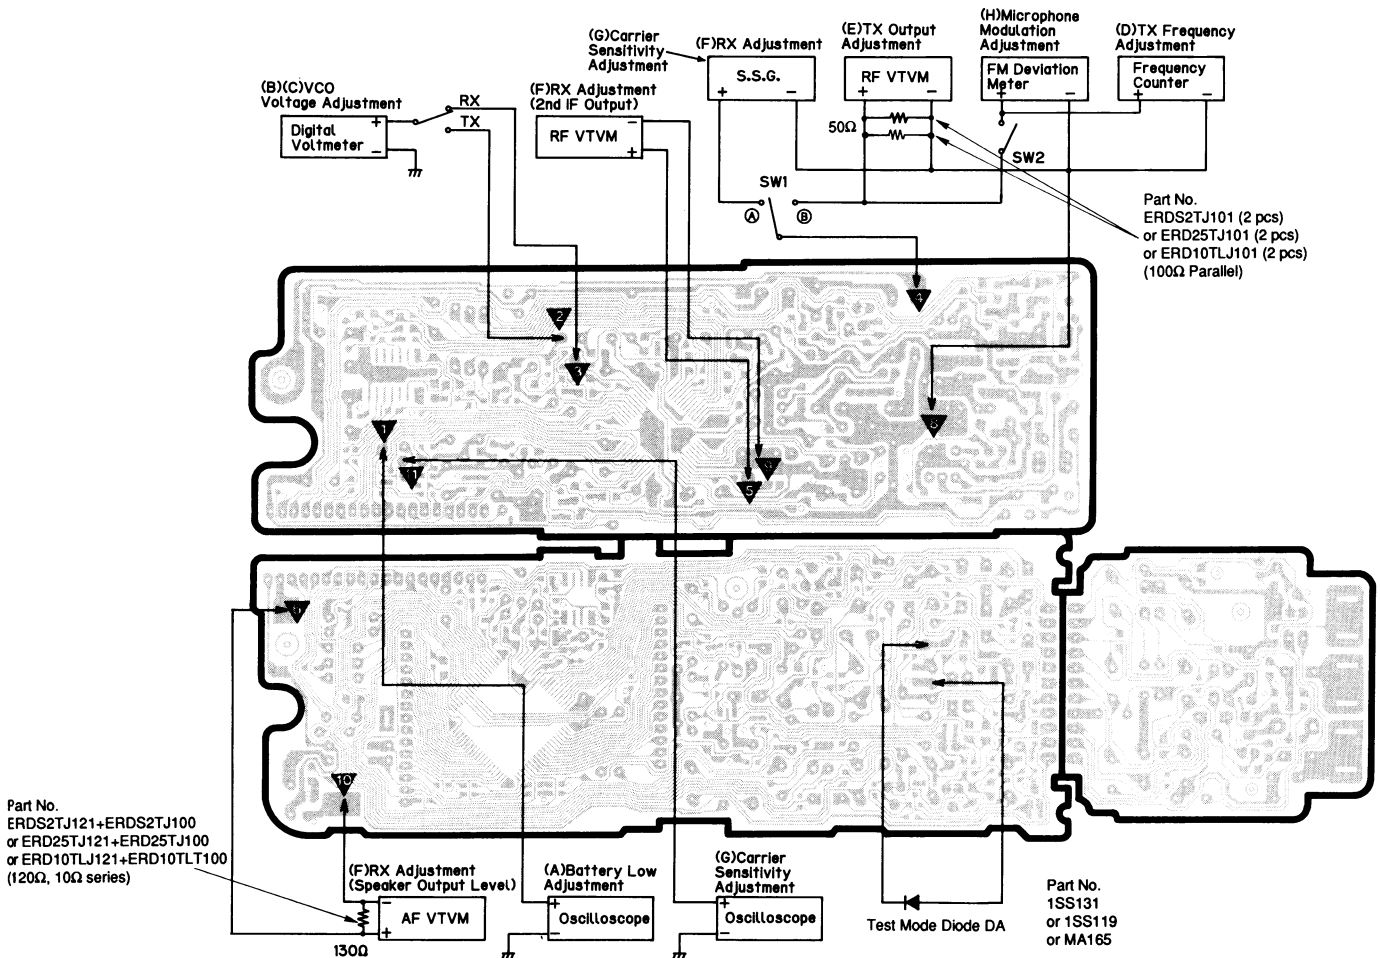 (G)Carrier
Sensitivity
Adjustment
(F)RX Adjustment
S.S.G.
+ −
(E)TX Output
Adjustment
RF VTVM
+ −
50Ω
(H)Microphone
Modulation
Adjustment
FM Deviation
Meter
+ −
(D)TX Frequency
Adjustment
Frequency
Counter
+ −
(B)(C)VCO
Voltage Adjustment
Digital
Voltmeter
+
−
RX
TX
(F)RX Adjustment
(2nd IF Output)
RF VTVM
−
+
SW1
A B
SW2
Part No.
ERDS2TJ101 (2 pcs)
or ERD25TJ101 (2 pcs)
or ERD10TLJ101 (2 pcs)
(100Ω Parallel)
4
2
3
1
11
5
9
10
Part No.
ERDS2TJ121+ERDS2TJ100
or ERD25TJ121+ERD25TJ100
or ERD10TLJ121+ERD10TLT100
(120Ω, 10Ω series)
(F)RX Adjustment
(Speaker Output Level)
AF VTVM
−
+
130Ω
(A)Battery Low
Adjustment
Oscilloscope
+
−
(G)Carrier
Sensitivity
Adjustment
Oscilloscope
+
−
Test Mode Diode DA
Part No.
1SS131
or 1SS119
or MA165